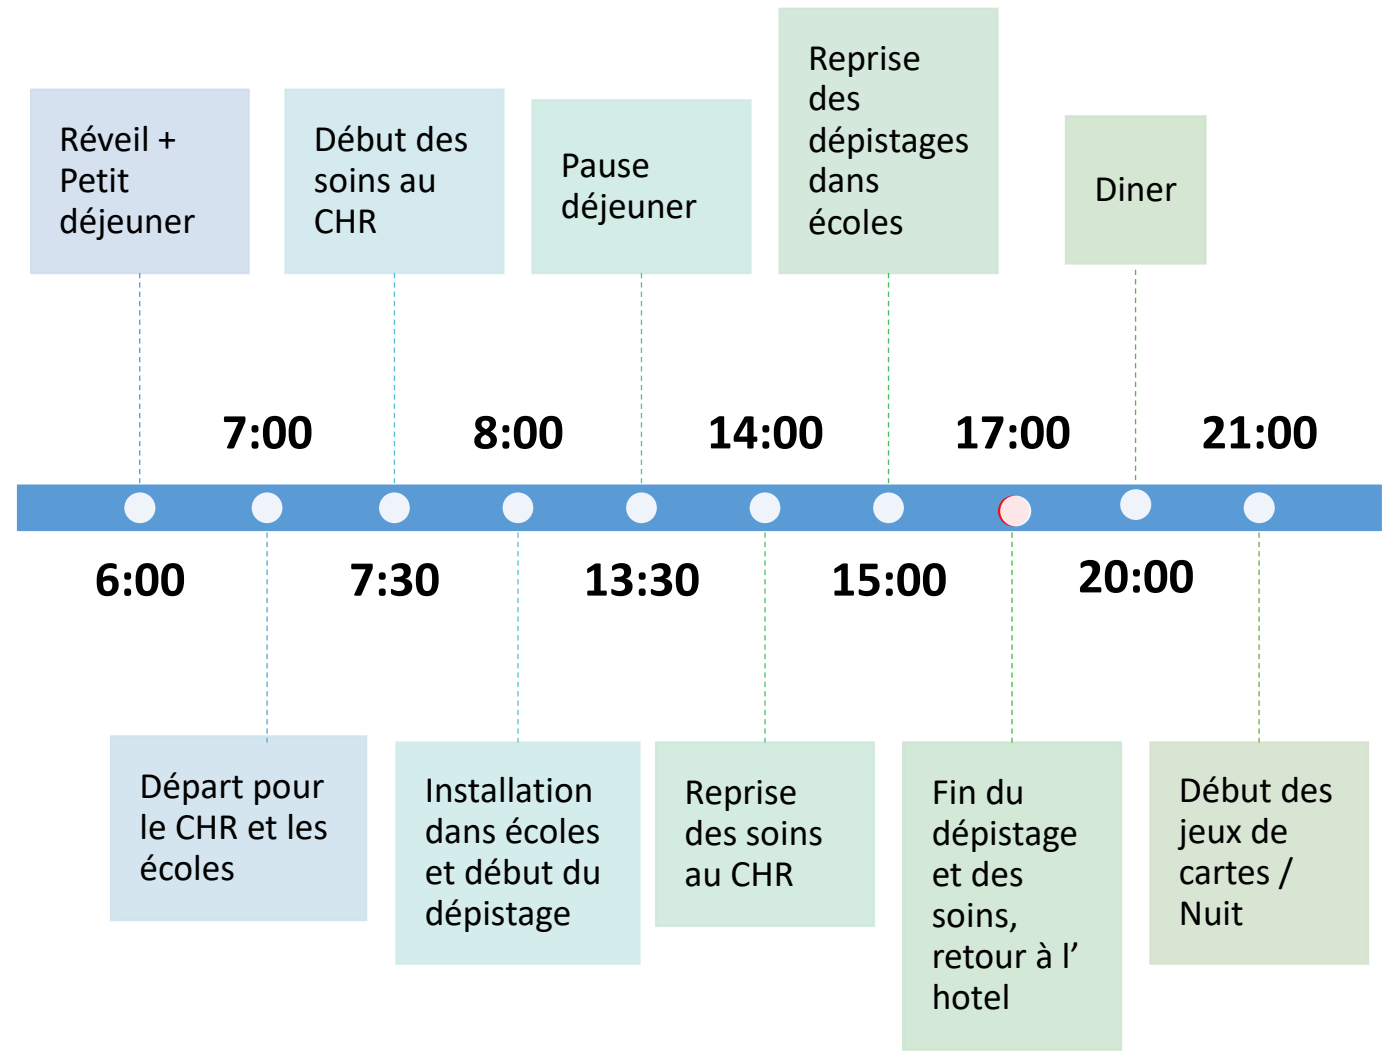 Réveil +
Petit
déjeuner
Début des
soins au
CHR
Pause
déjeuner
Reprise
des
dépistages
dans
écoles
Diner
7:00
8:00
14:00
17:00
21:00
6:00
7:30
13:30
15:00
20:00
Départ pour
le CHR et les
écoles
Installation
dans écoles
et début du
dépistage
Reprise
des soins
au CHR
Fin du
dépistage
et des
soins,
retour à l’
hotel
Début des
jeux de
cartes /
Nuit